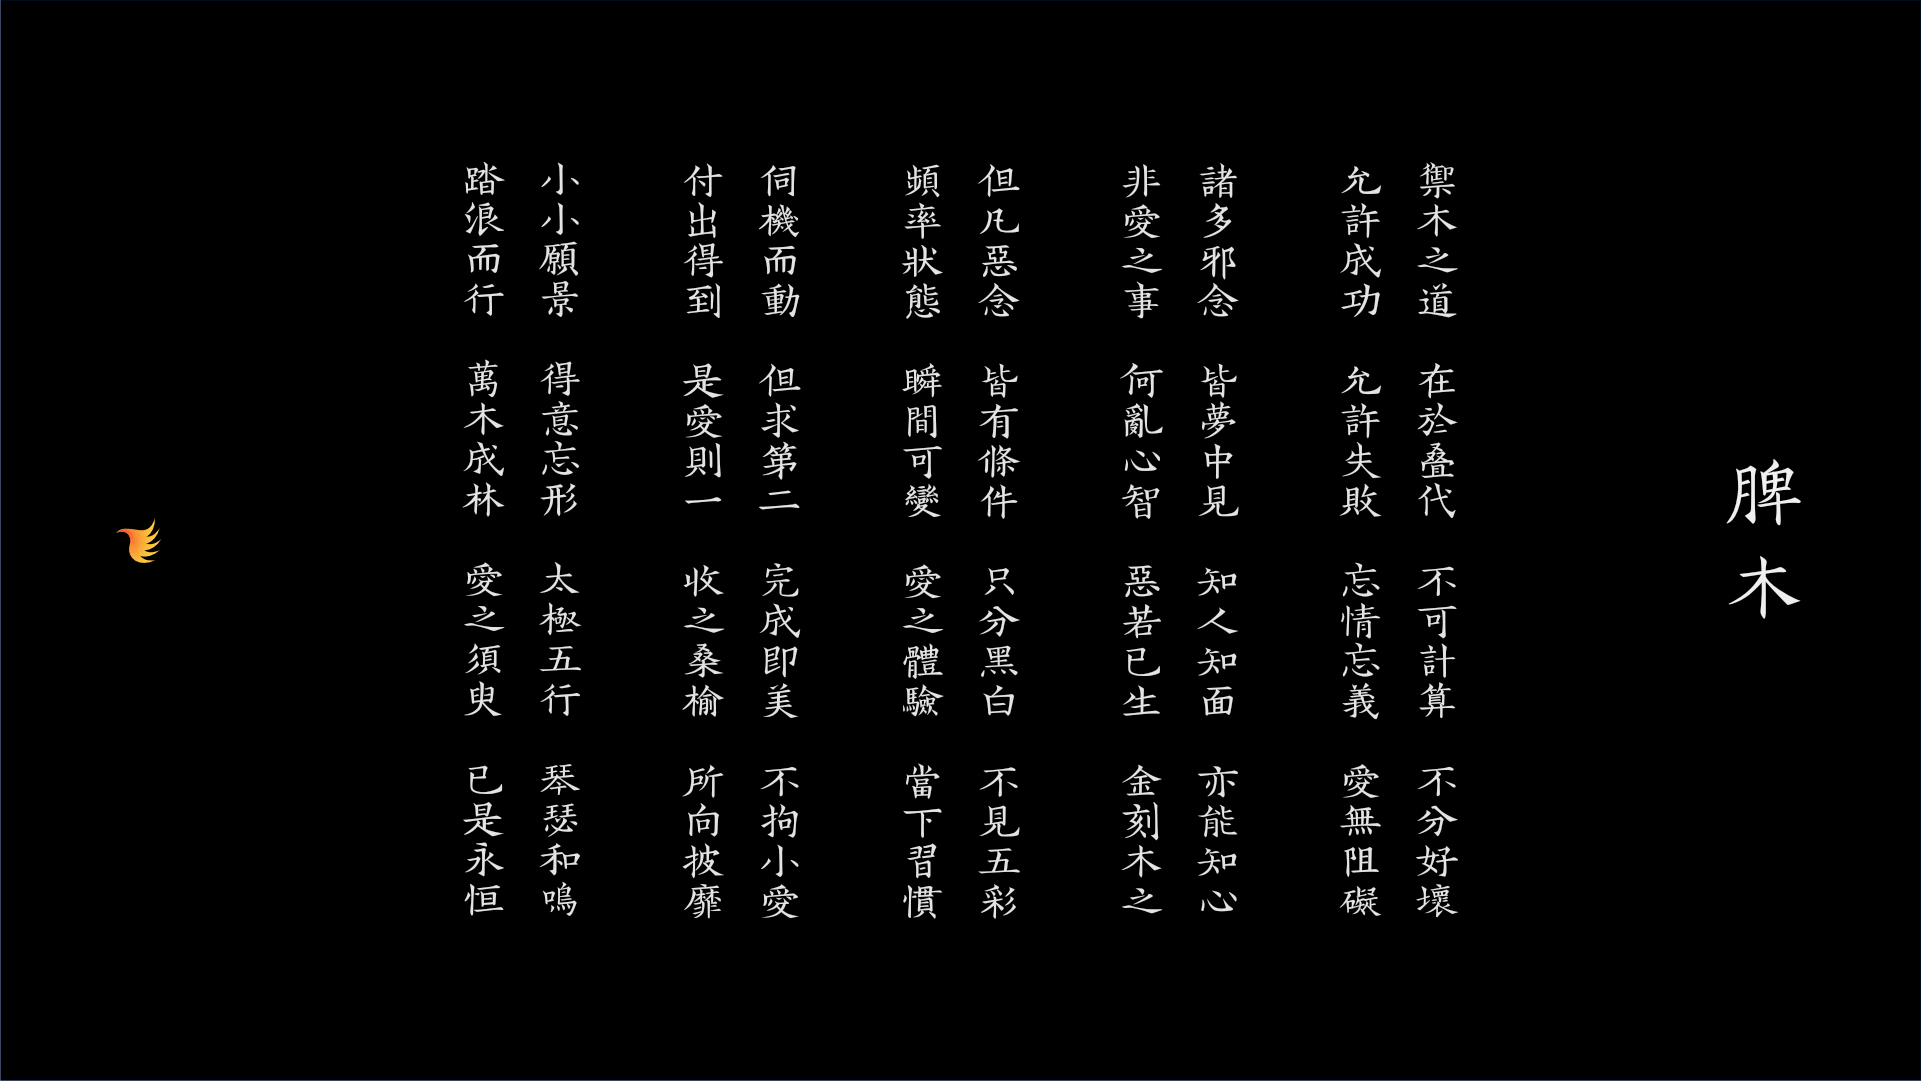 脾木
禦木之道 在於叠代 不可計算 不分好壞
允許成功 允許失敗 忘情忘義 愛無阻礙
諸多邪念 皆夢中見 知人知面 亦能知心
非愛之事 何亂心智 惡若已生 金刻木之
但凡惡念 皆有條件 只分黑白 不見五彩
頻率狀態 瞬間可變 愛之體驗 當下習慣
伺機而動 但求第二 完成即美 不拘小愛
付出得到 是愛則一 收之桑榆 所向披靡
小小願景 得意忘形 太極五行 琴瑟和鳴
踏浪而行 萬木成林 愛之須臾 已是永恒